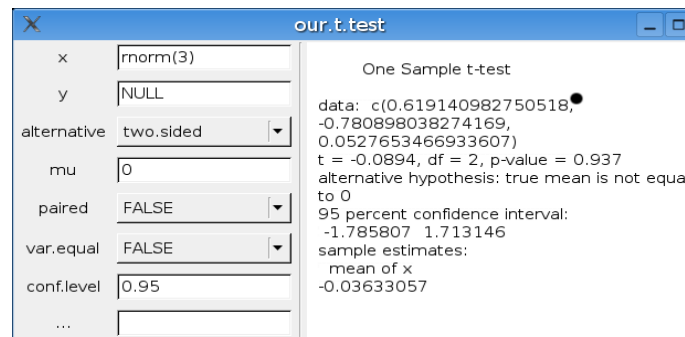 our.t.test
x rnorm(3)
y NULL
alternative two.sided
mu 0
paired FALSE
var.equal FALSE
conf.level 0.95
... 
One Sample t-test
data: c(0.619140982750518,
-0.780898038274169,
0.0527653466933607)
t = -0.0894, df = 2, p-value = 0.937
alternative hypothesis: true mean is not equa
to 0
95 percent confidence interval:
-1.785807 1.713146
sample estimates:
mean of x
-0.03633057